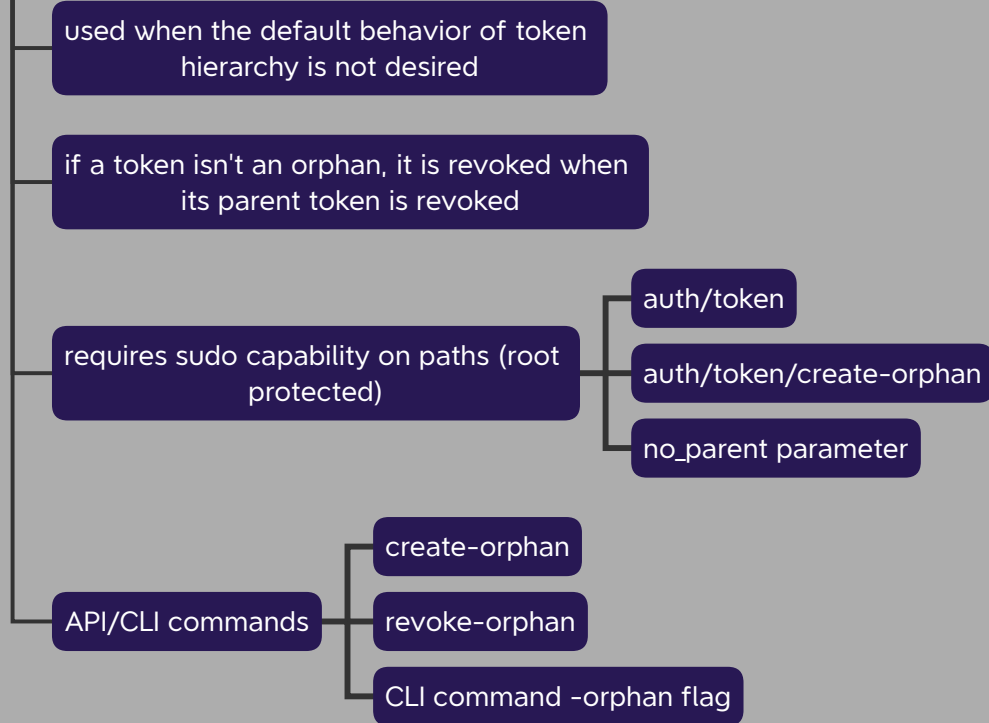 used when the default behavior of token
hierarchy is not desired
if a token isn't an orphan, it is revoked when
its parent token is revoked
requires sudo capability on paths (root
protected)
auth/token
auth/token/create-orphan
no_parent parameter
API/CLI commands
create-orphan
revoke-orphan
CLI command -orphan flag